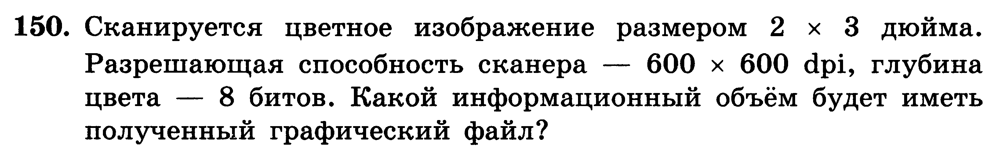 150. Сканируется цветное изображение размером 2 × 3 дюйма.
Разрешающая способность сканера — 600 × 600 dpi, глубина
цвета — 8 битов. Какой информационный объём будет иметь
полученный графический файл?